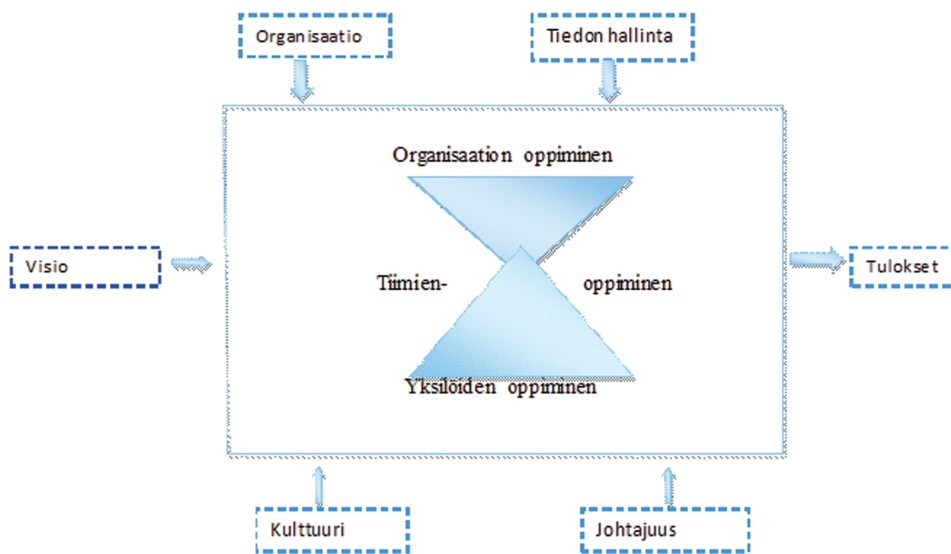 Organisaatio
Tiedon hallinta
Organisaation oppiminen
Visio
Tiimien- oppiminen
Tulokset
Yksilöiden oppiminen
Kulttuuri
Johtajuus